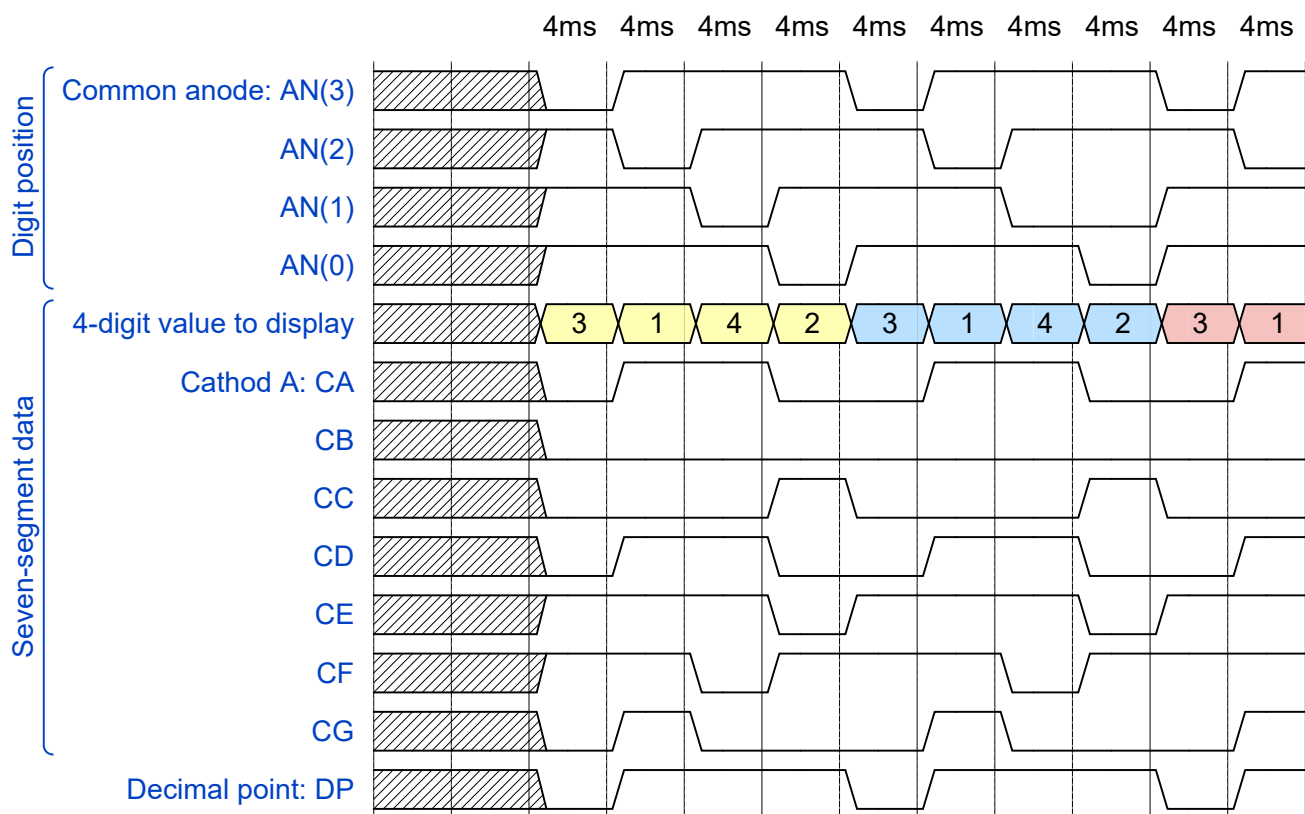 4ms 4ms 4ms 4ms 4ms 4ms 4ms 4ms 4ms 4ms
Digit position
Common anode: AN(3)
AN(2)
AN(1)
AN(0)
Seven-segment data
4-digit value to display 3 1 4 2 3 1 4 2 3 1
Cathod A: CA
CB
CC
CD
CE
CF
CG
Decimal point: DP